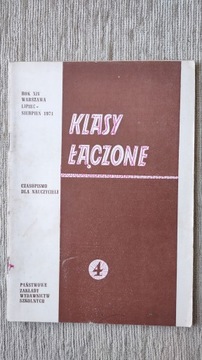 ROK XIV
WARSZAWA
LIPIEC -
SIERPIEŃ 1971
KLASY
ŁĄCZONE
CZASOPISMO
DLA NAUCZYCIELI
4
PAŃSTWOWE
ZAKŁADY
WYDAWNICTW
SZKOLNYCH